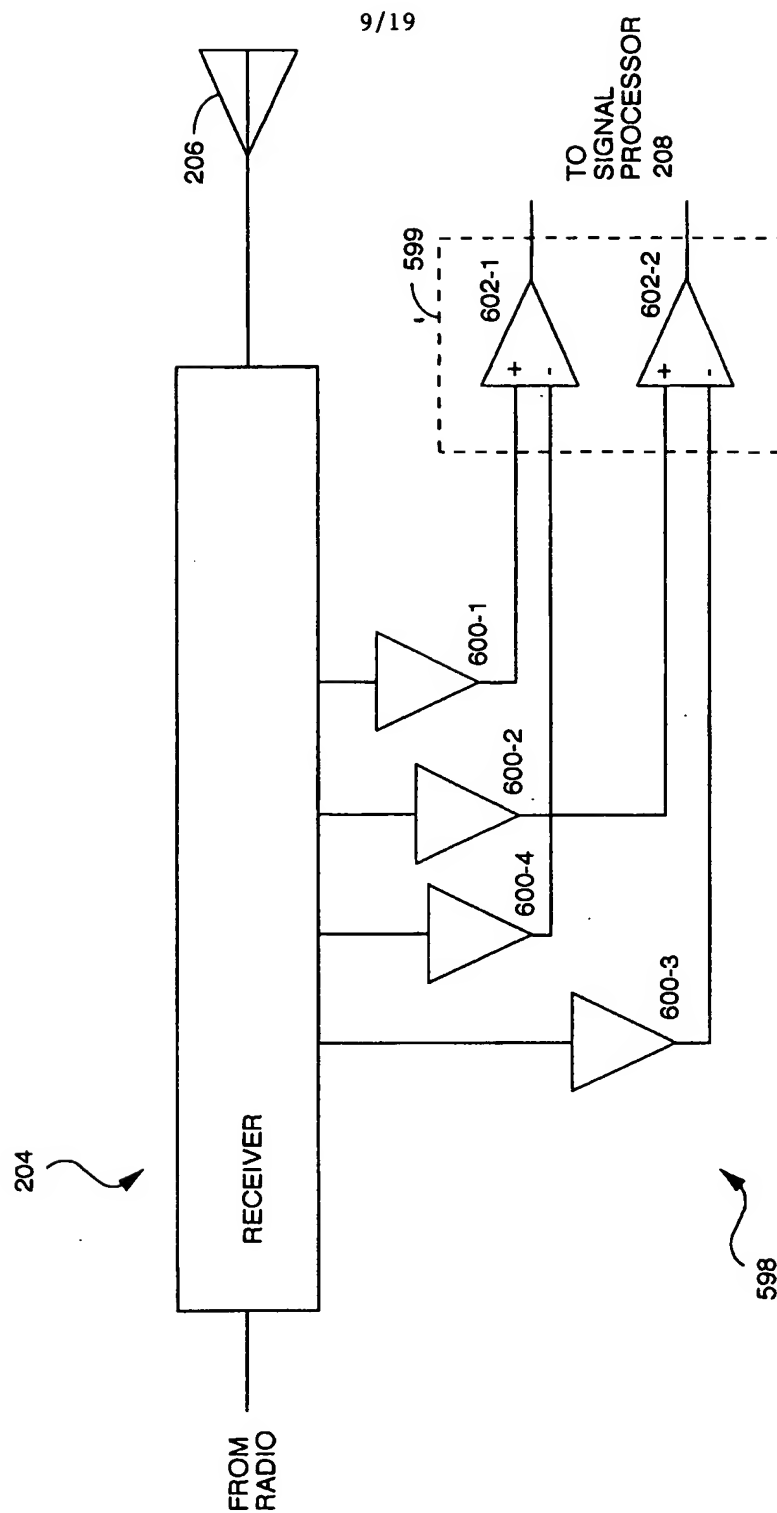 9/19
206
TO
SIGNAL
PROCESSOR
208
599
602-1
+
-
602-2
+
-
600-1
600-2
600-4
600-3
204
RECEIVER
598
FROM
RADIO